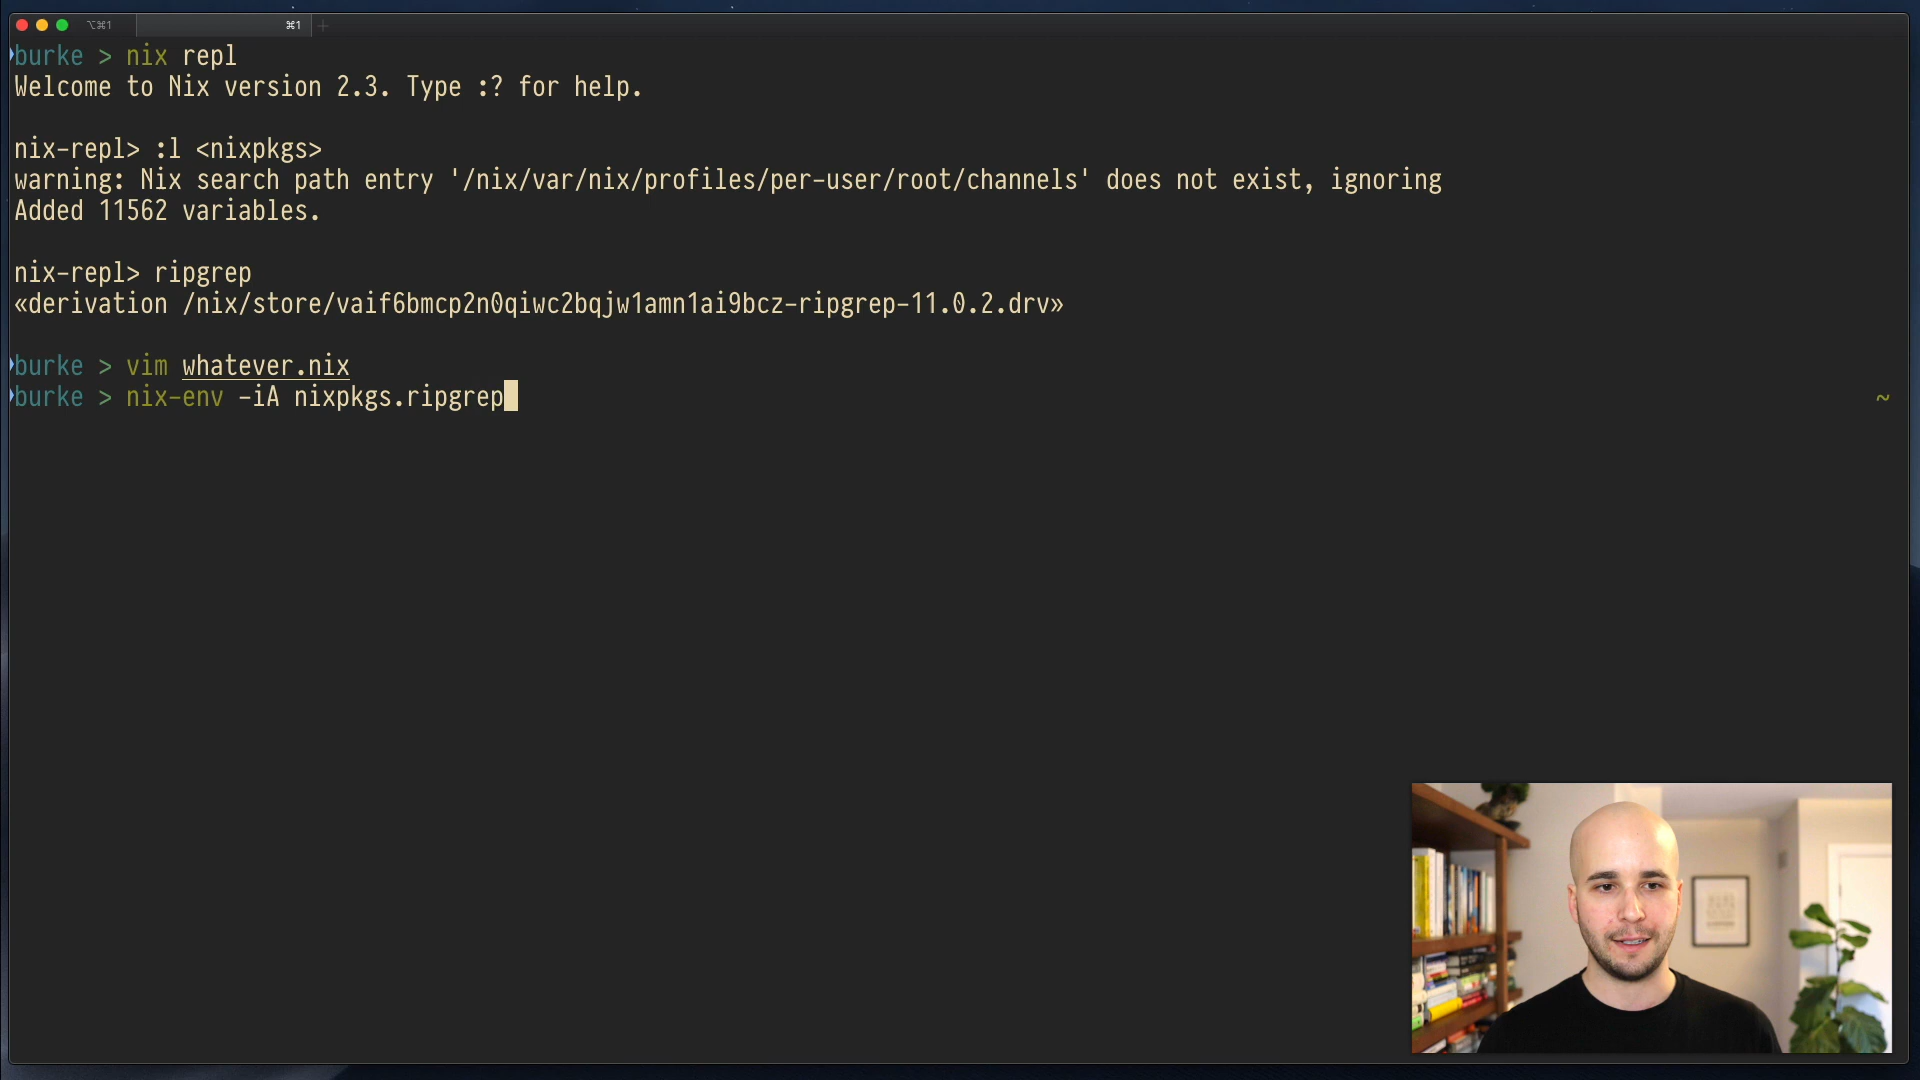 ⌥⌘1 ⌘1 +
burke > nix repl
Welcome to Nix version 2.3. Type :? for help.
nix-repl> :l <nixpkgs>
warning: Nix search path entry '/nix/var/nix/profiles/per-user/root/channels' does not exist, ignoring
Added 11562 variables.
nix-repl> ripgrep
«derivation /nix/store/vaif6bmcp2n0qiwc2bqjw1amn1ai9bcz-ripgrep-11.0.2.drv»
burke > vim whatever.nix
burke > nix-env -iA nixpkgs.ripgrep ~